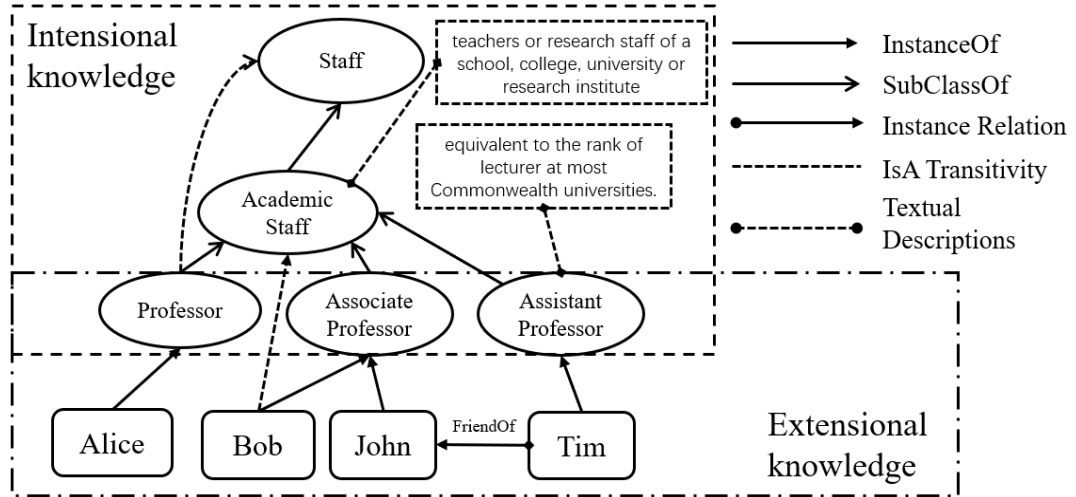 Intensional
knowledge
Staff
teachers or research staff of a
school, college, university or
research institute
equivalent to the rank of
lecturer at most
Commonwealth universities.
Academic
Staff
Professor
Associate
Professor
Assistant
Professor
Alice
Bob
John
FriendOf
Tim
Extensional
knowledge
InstanceOf
SubClassOf
Instance Relation
IsA Transitivity
Textual
Descriptions